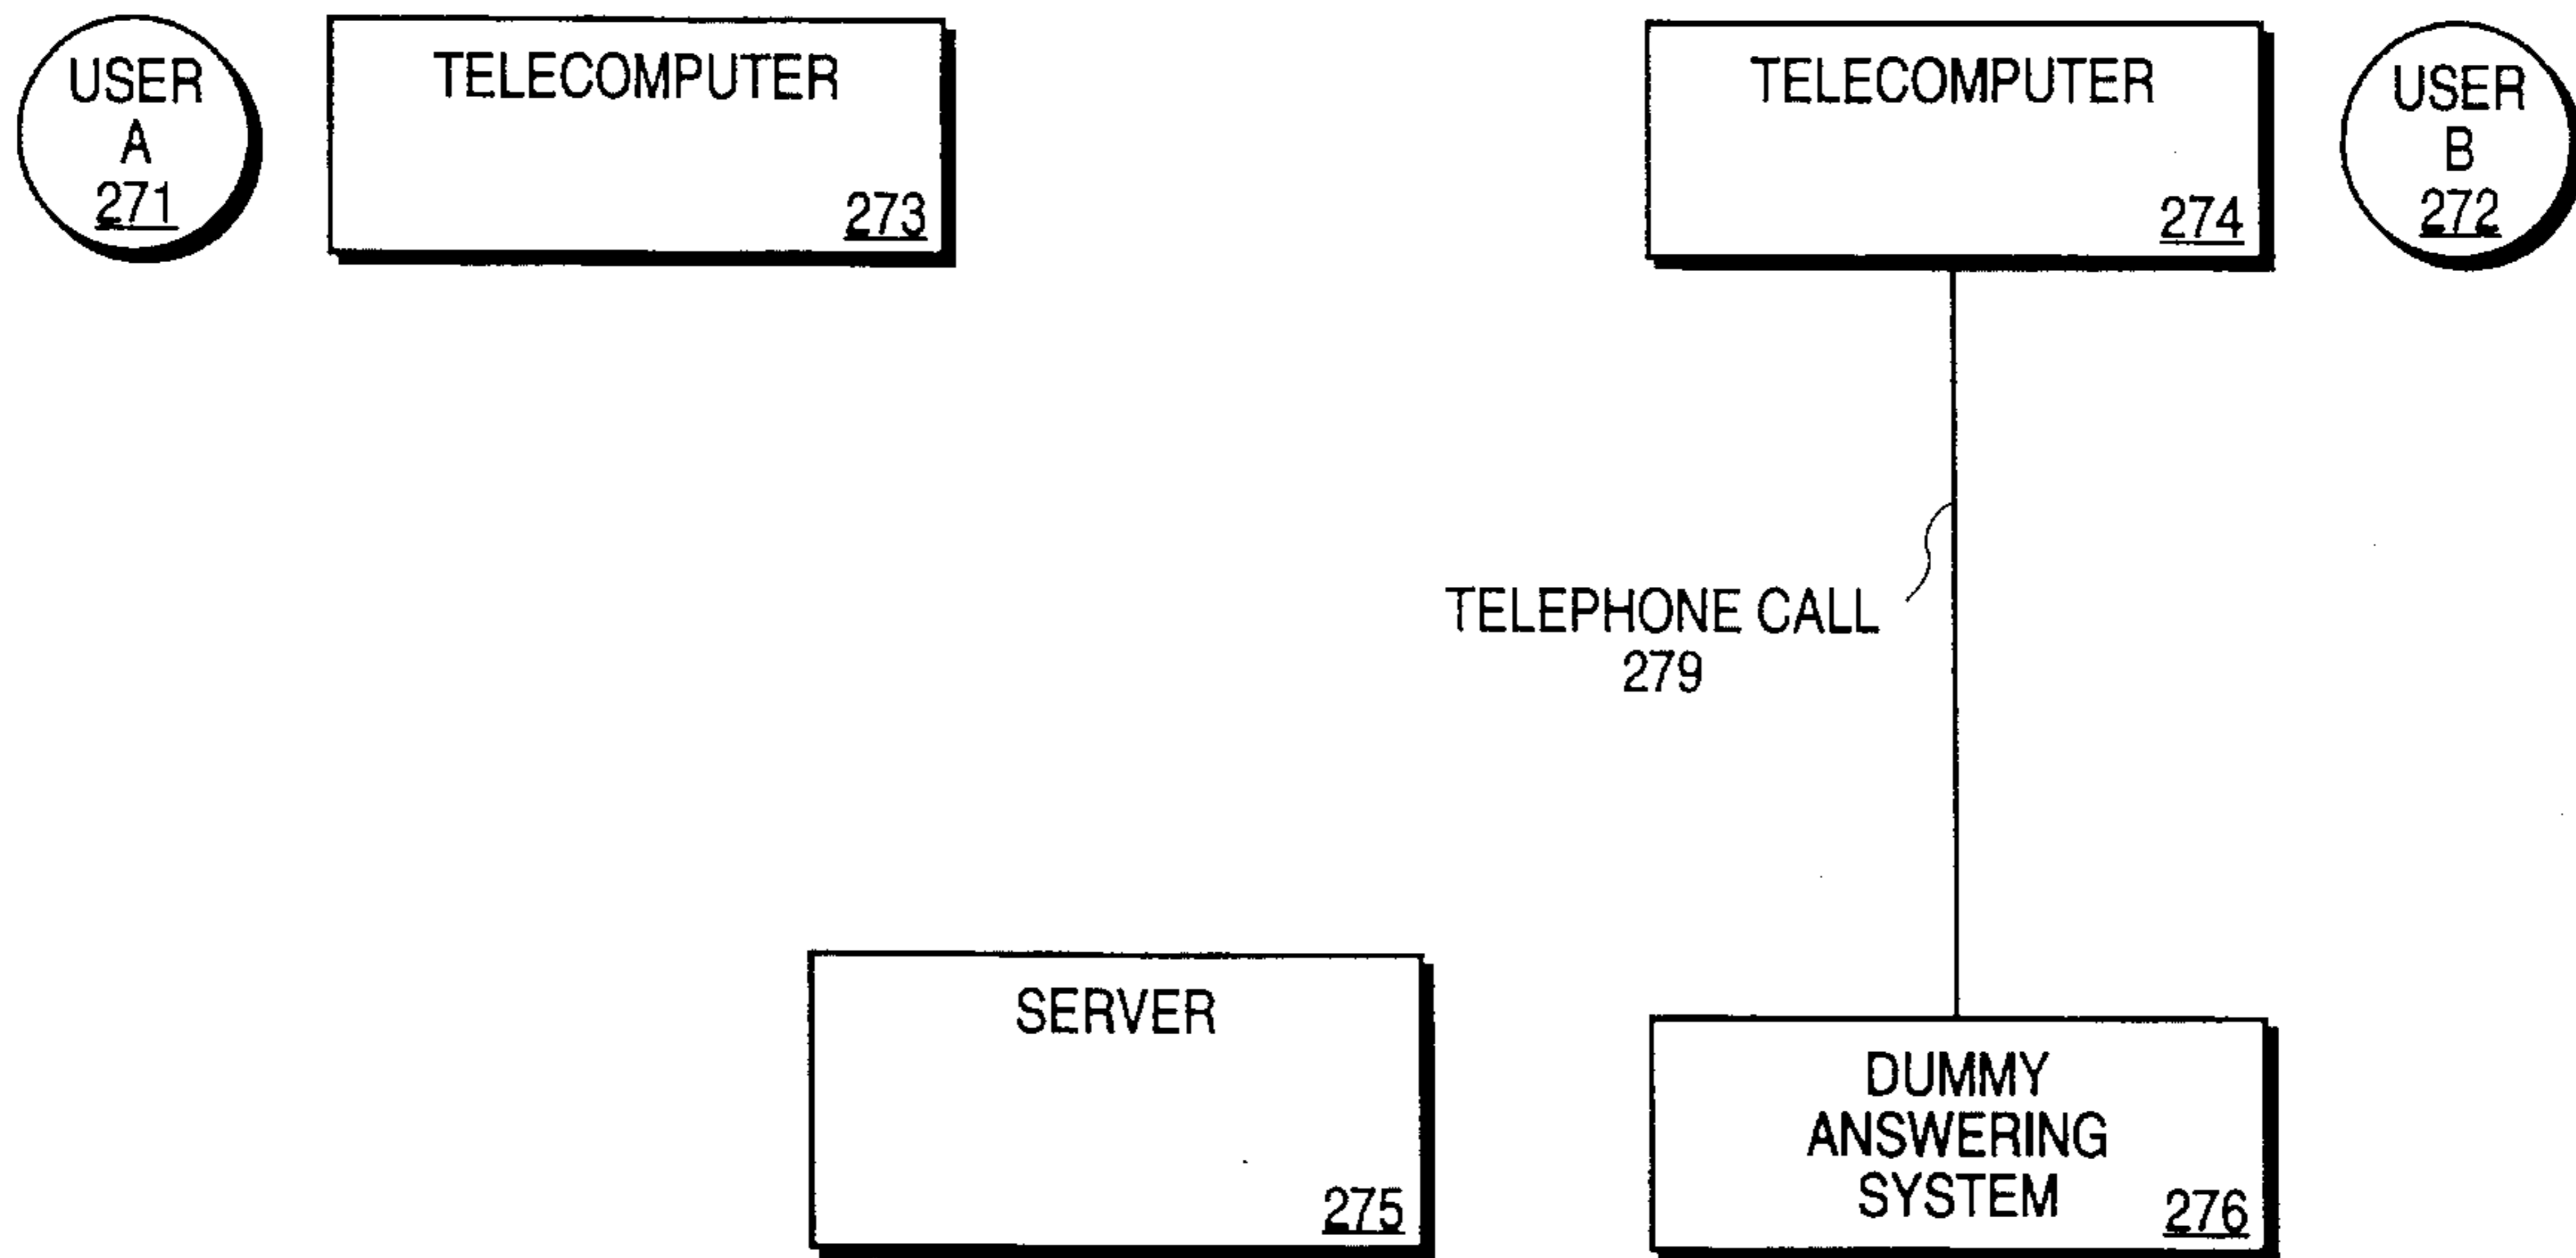 USER
A
271
TELECOMPUTER
273
TELECOMPUTER
274
USER
B
272
TELEPHONE CALL
279
SERVER
275
DUMMY
ANSWERING
SYSTEM
276